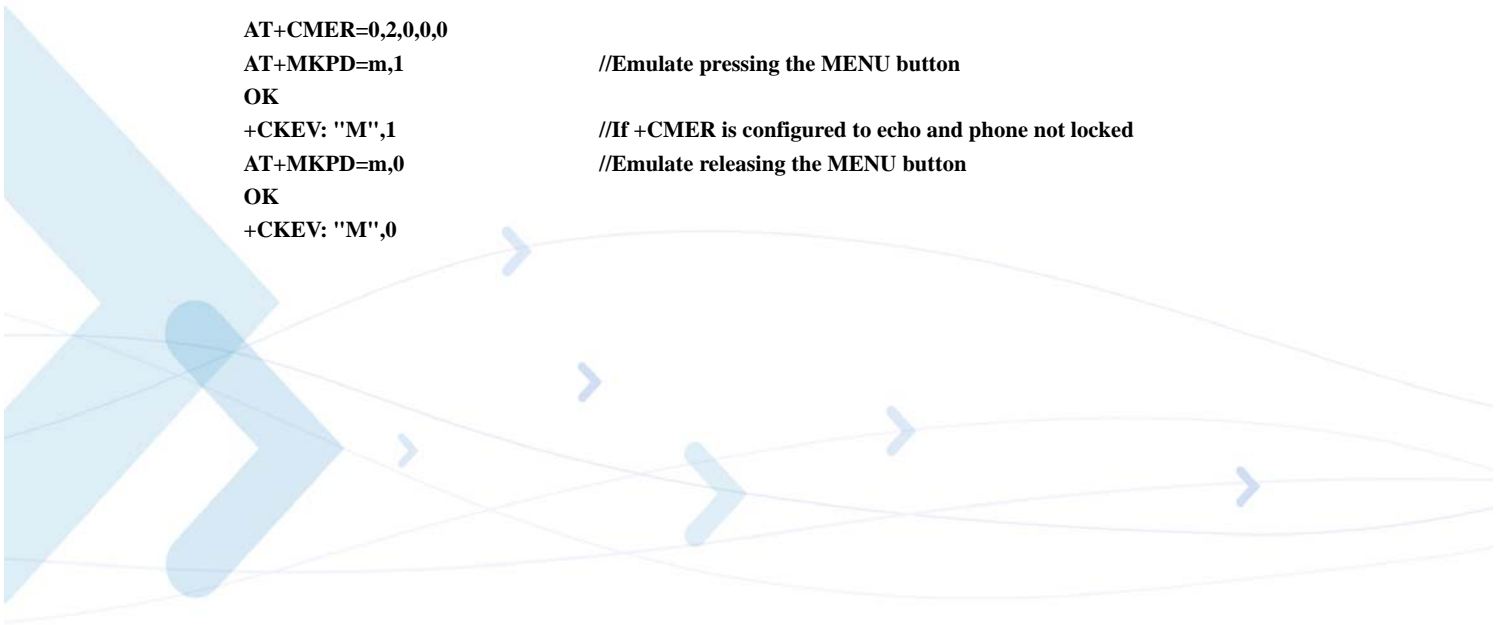 AT+CMER=0,2,0,0,0
AT+MKPD=m,1 //Emulate pressing the MENU button
OK
+CKEV: "M",1 //If +CMER is configured to echo and phone not locked
AT+MKPD=m,0 //Emulate releasing the MENU button
OK
+CKEV: "M",0